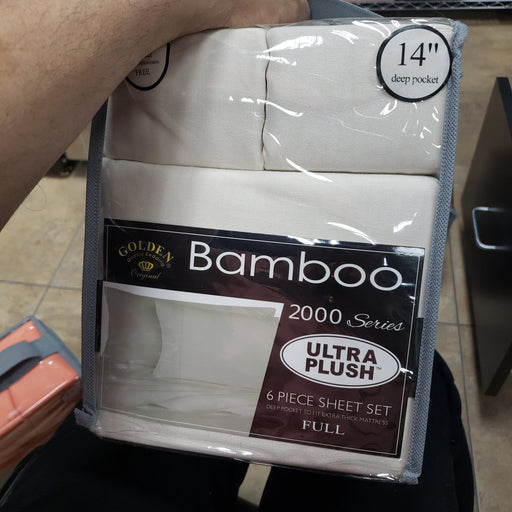 FREE
14"
deep pocket
GOLDEN
Original
Bamboo
2000 Series
ULTRA
PLUSH™
6 PIECE SHEET SET
DEEP POCKET TO FIT EXTRA THICK MATTRESS
FULL